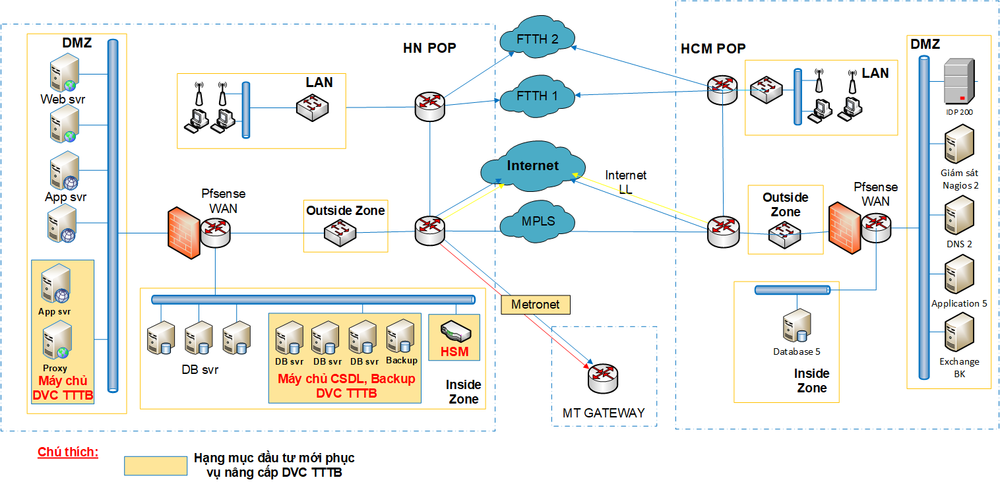 DMZ
Web svr
App svr
App svr
Proxy
Máy chủ
DVC TTTB
LAN
HN POP
Pfsense
WAN
Outside Zone
DB svr
DB svr
DB svr
DB svr
Backup
Máy chủ CSDL, Backup
DVC TTTB
HSM
Inside
Zone
FTTH 2
FTTH 1
Internet
MPLS
Internet
LL
Metronet
MT GATEWAY
HCM POP
LAN
Outside
Zone
Pfsense
WAN
Database 5
Inside
Zone
DMZ
IDP 200
Giám sát
Nagios 2
DNS 2
Application 5
Exchange
BK
Chú thích:
Hạng mục đầu tư mới phục
vụ nâng cấp DVC TTTB